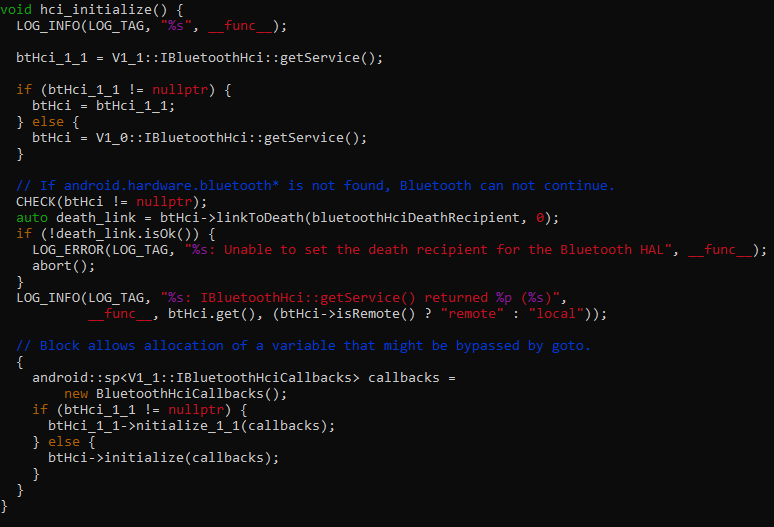 void hci_initialize() {
  LOG_INFO(LOG_TAG, "%s", __func__);

  btHci_1_1 = V1_1::IBluetoothHci::getService();

  if (btHci_1_1 != nullptr) {
    btHci = btHci_1_1;
  } else {
    btHci = V1_0::IBluetoothHci::getService();
  }

  // If android.hardware.bluetooth* is not found, Bluetooth can not continue.
  CHECK(btHci != nullptr);
  auto death_link = btHci->linkToDeath(bluetoothHciDeathRecipient, 0);
  if (!death_link.isOk()) {
    LOG_ERROR(LOG_TAG, "%s: Unable to set the death recipient for the Bluetooth HAL", __func__);
    abort();
  }
  LOG_INFO(LOG_TAG, "%s: IBluetoothHci::getService() returned %p (%s)",
           __func__, btHci.get(), (btHci->isRemote() ? "remote" : "local"));

  // Block allows allocation of a variable that might be bypassed by goto.
  {
    android::sp<V1_1::IBluetoothHciCallbacks> callbacks =
        new BluetoothHciCallbacks();
    if (btHci_1_1 != nullptr) {
      btHci_1_1->nitialize_1_1(callbacks);
    } else {
      btHci->initialize(callbacks);
    }
  }
}